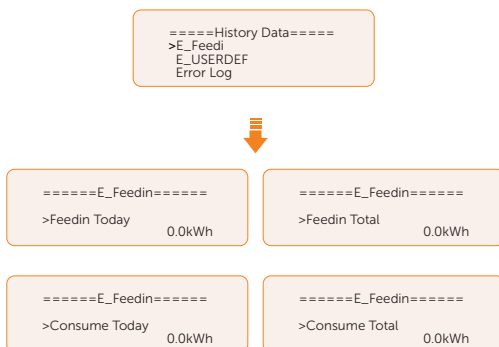 =====History Data=====
>E_Feedi
E_USERDEF
Error Log
======E_Feedin======
>Feedin Today
0.0kWh
======E_Feedin======
>Feedin Total
0.0kWh
======E_Feedin======
>Consume Today
0.0kWh
======E_Feedin======
>Consume Total
0.0kWh